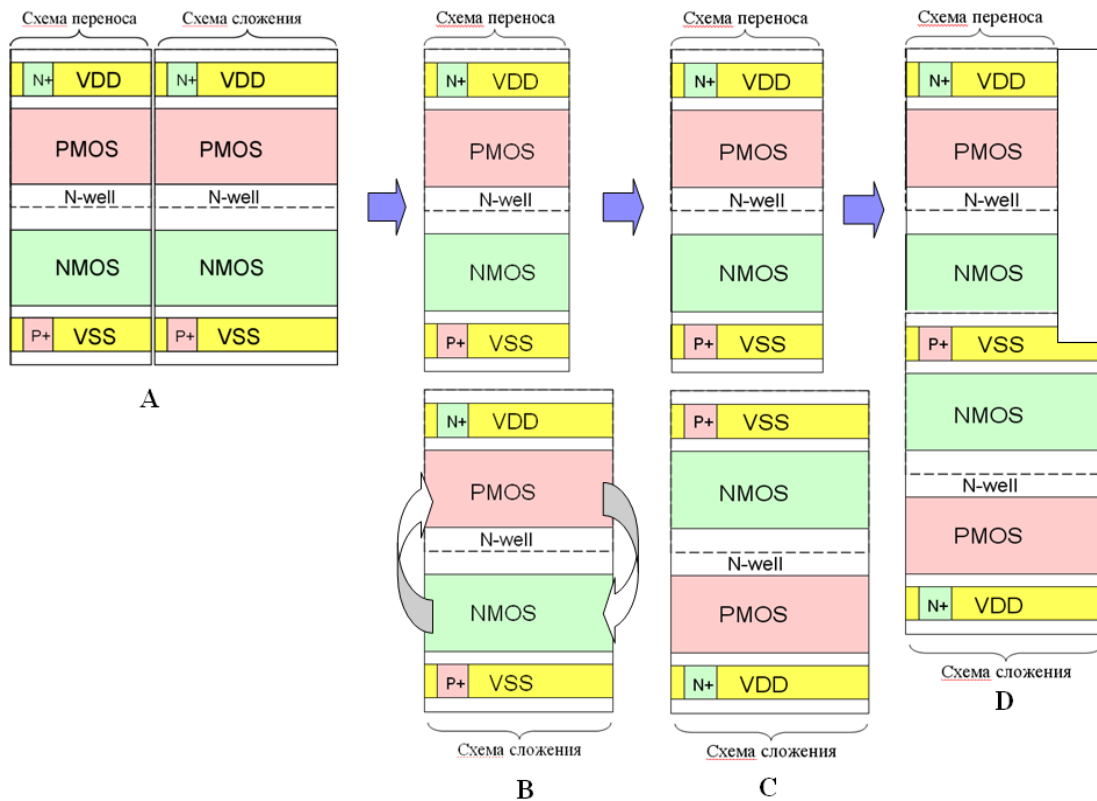 Схема переноса
Схема сложения
N+ VDD
N+ VDD
PMOS
PMOS
N-well
N-well
NMOS
NMOS
P+ VSS
P+ VSS
A
Схема переноса
N+ VDD
PMOS
N-well
NMOS
P+ VSS
N+ VDD
PMOS
N-well
NMOS
P+ VSS
Схема сложения
B
Схема переноса
N+ VDD
PMOS
N-well
NMOS
P+ VSS
P+ VSS
NMOS
N-well
PMOS
N+ VDD
Схема сложения
C
Схема переноса
N+ VDD
PMOS
N-well
NMOS
P+ VSS
NMOS
N-well
PMOS
N+ VDD
Схема сложения
D